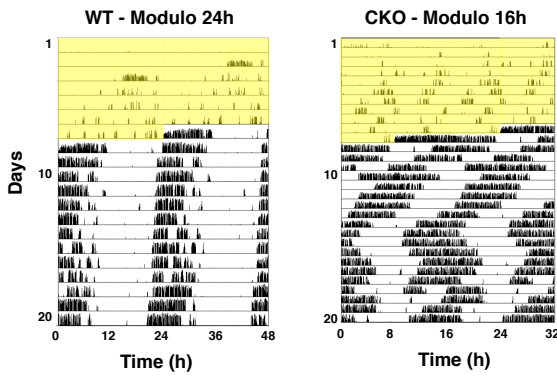 WT - Modulo 24h
1
10
20
Days
0 12 24 36 48
Time (h)
CKO - Modulo 16h
1
10
20
0 8 16 24 32
Time (h)